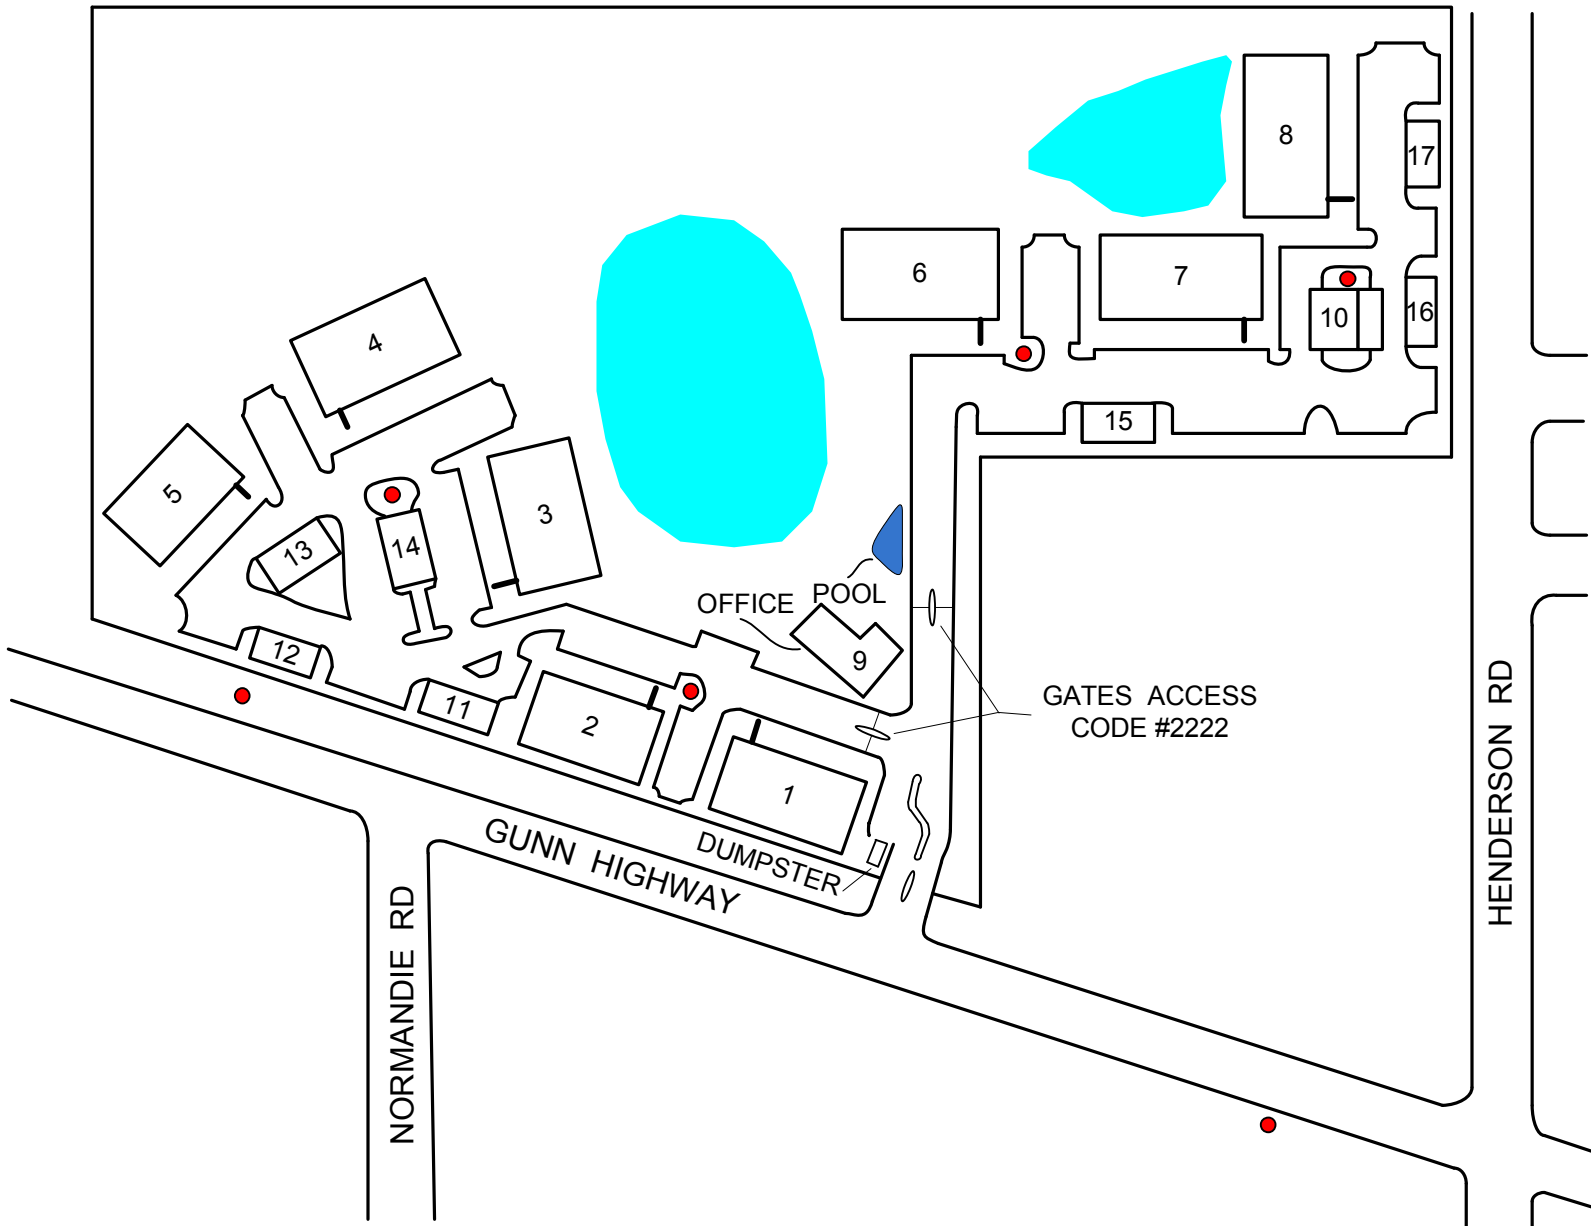 8
17
6
7
10
16
4
15
5
3
13
14
OFFICE
POOL
12
9
11
2
GATES ACCESS
CODE #2222
1
GUNN HIGHWAY
DUMPSTER
NORMANDIE RD
HENDERSON RD